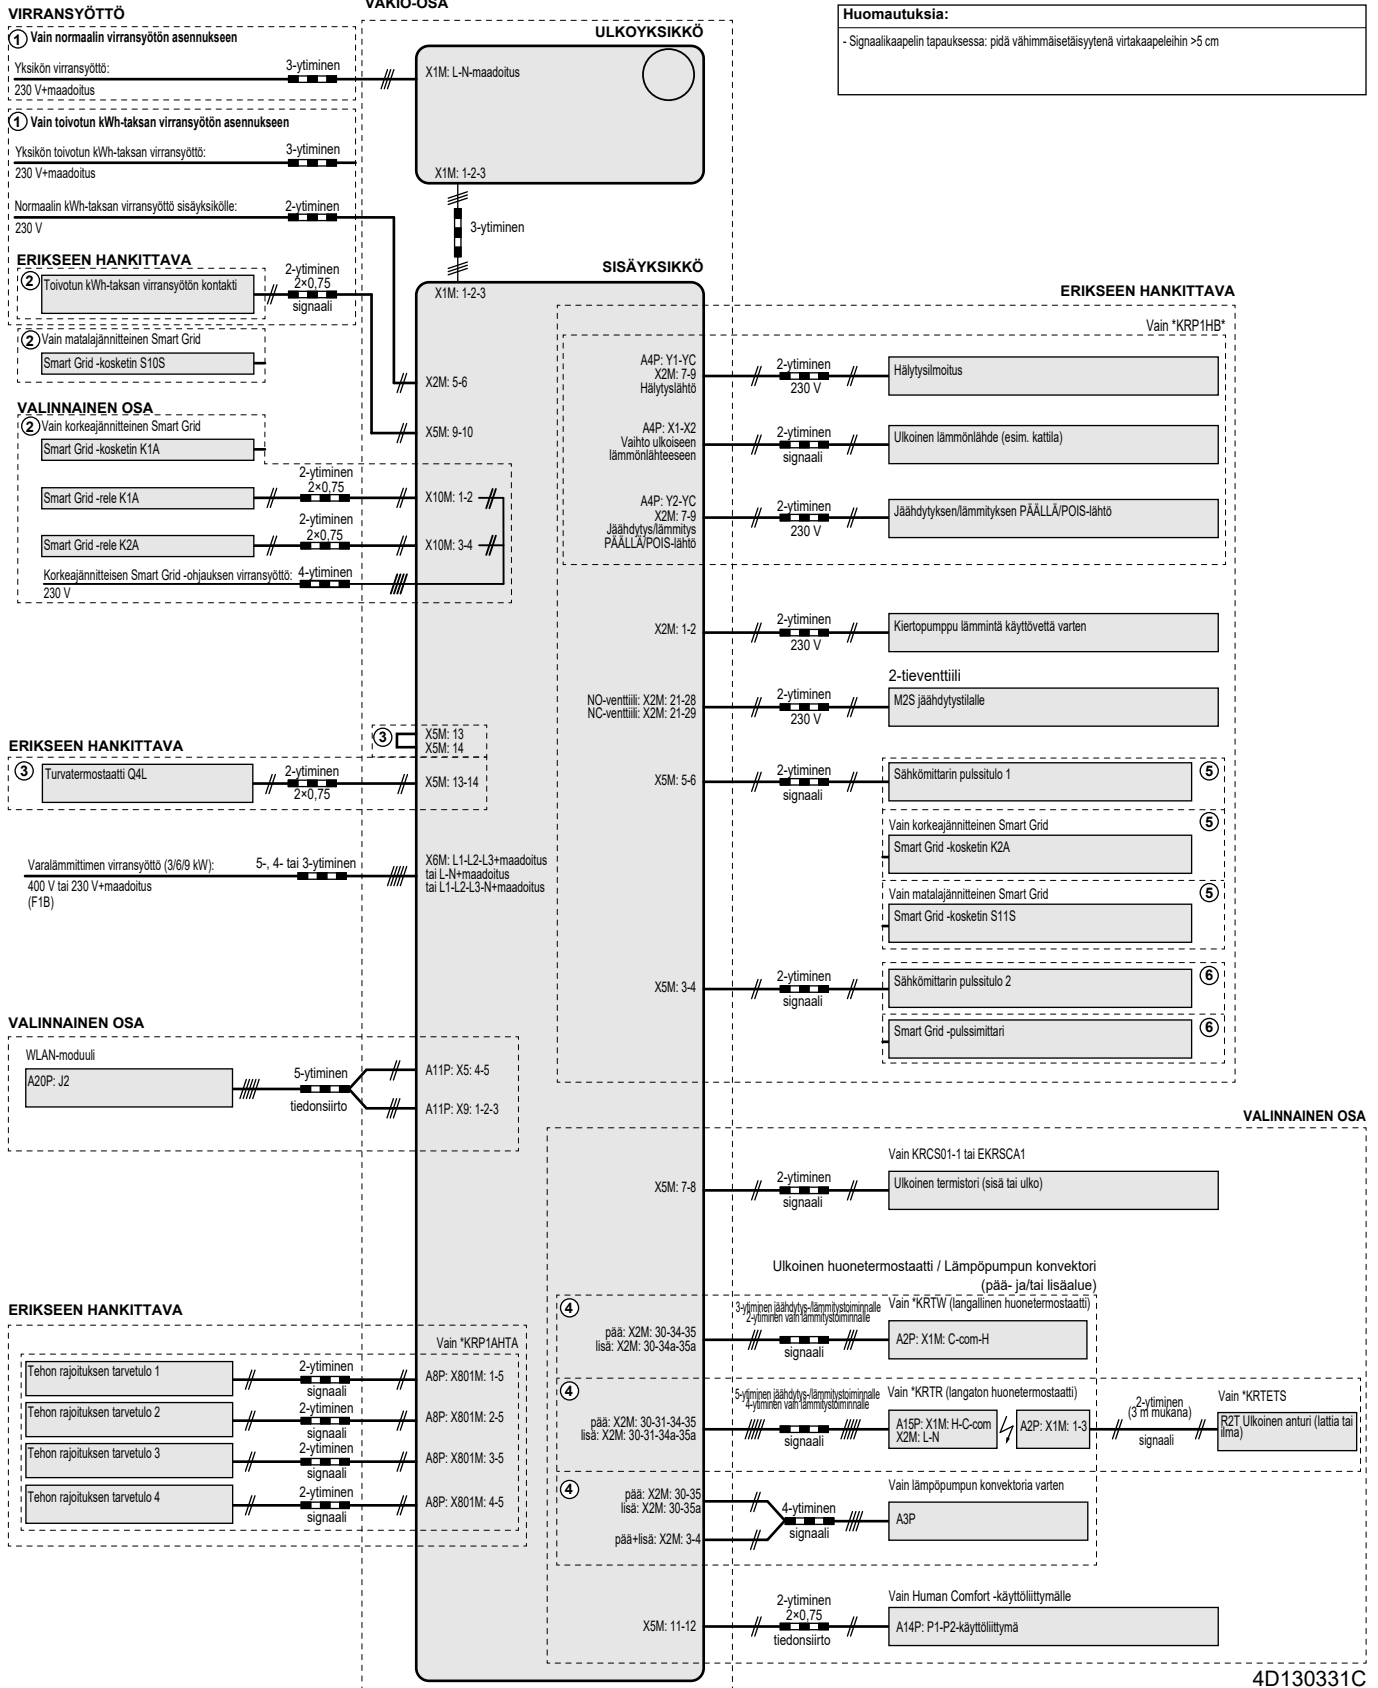 VIRRANSYÖTTÖ
1 Vain normaalin virransyötön asennukseen
Yksikön virransyöttö:
3-ytiminen
230 V+maadoitus
1 Vain toivotun kWh-taksan virransyötön asennukseen
Yksikön toivotun kWh-taksan virransyöttö:
3-ytiminen
230 V+maadoitus
Normaalin kWh-taksan virransyöttö sisäyksikölle:
2-ytiminen
230 V
ERIKSEEN HANKITTAVA
2
Toivotun kWh-taksan virransyötön kontakti
2-ytiminen
2×0,75
signaali
2 Vain matalajännitteinen Smart Grid
Smart Grid -kosketin S10S
VALINNAINEN OSA
2 Vain korkeajännitteinen Smart Grid
Smart Grid -kosketin K1A
Smart Grid -rele K1A
2-ytiminen
2×0,75
Smart Grid -rele K2A
2-ytiminen
2×0,75
Korkeajännitteisen Smart Grid -ohjauksen virransyöttö:
4-ytiminen
230 V
ERIKSEEN HANKITTAVA
3
Turvatermostaatti Q4L
2-ytiminen
2×0,75
Varalämmittimen virransyöttö (3/6/9 kW):
5-, 4- tai 3-ytiminen
400 V tai 230 V+maadoitus
(F1B)
VALINNAINEN OSA
WLAN-moduuli
A20P: J2
5-ytiminen
tiedonsiirto
ERIKSEEN HANKITTAVA
Vain *KRP1AHTA
Tehon rajoituksen tarvetulo 1
2-ytiminen
signaali
Tehon rajoituksen tarvetulo 2
2-ytiminen
signaali
Tehon rajoituksen tarvetulo 3
2-ytiminen
signaali
Tehon rajoituksen tarvetulo 4
2-ytiminen
signaali
VAKIO-OSA
ULKOYKSIKKÖ
X1M: L-N-maadoitus
X1M: 1-2-3
3-ytiminen
SISÄYKSIKKÖ
X1M: 1-2-3
X2M: 5-6
X5M: 9-10
X10M: 1-2
X10M: 3-4
3
X5M: 13
X5M: 14
X5M: 13-14
X6M: L1-L2-L3+maadoitus
tai L-N+maadoitus
tai L1-L2-L3-N+maadoitus
A11P: X5: 4-5
A11P: X9: 1-2-3
A8P: X801M: 1-5
A8P: X801M: 2-5
A8P: X801M: 3-5
A8P: X801M: 4-5
Huomautuksia:
- Signaalikaapelin tapauksessa: pidä vähimmäisetäisyytenä virtakaapeleihin >5 cm
ERIKSEEN HANKITTAVA
Vain *KRP1HB*
A4P: Y1-YC
X2M: 7-9
Hälytyslähtö
2-ytiminen
230 V
Hälytysilmoitus
A4P: X1-X2
Vaihto ulkoiseen
lämmönlähteeseen
2-ytiminen
signaali
Ulkoinen lämmönlähde (esim. kattila)
A4P: Y2-YC
X2M: 7-9
Jäähdytys/lämmitys
PÄÄLLÄ/POIS-lähtö
2-ytiminen
230 V
Jäähdytyksen/lämmityksen PÄÄLLÄ/POIS-lähtö
X2M: 1-2
2-ytiminen
230 V
Kiertopumppu lämmintä käyttövettä varten
2-tieventtiili
NO-venttiili: X2M: 21-28
NC-venttiili: X2M: 21-29
2-ytiminen
230 V
M2S jäähdytystilalle
X5M: 5-6
2-ytiminen
signaali
Sähkömittarin pulssitulo 1
5
Vain korkeajännitteinen Smart Grid
5
Smart Grid -kosketin K2A
Vain matalajännitteinen Smart Grid
5
Smart Grid -kosketin S11S
X5M: 3-4
2-ytiminen
signaali
Sähkömittarin pulssitulo 2
6
Smart Grid -pulssimittari
6
VALINNAINEN OSA
Vain KRCS01-1 tai EKRSCA1
X5M: 7-8
2-ytiminen
signaali
Ulkoinen termistori (sisä tai ulko)
Ulkoinen huonetermostaatti / Lämpöpumpun konvektori
(pää- ja/tai lisäalue)
4
pää: X2M: 30-34-35
lisä: X2M: 30-34a-35a
3-ytiminen jäähdytys-/lämmitystoiminnalle
2-ytiminen vain lämmitystoiminnalle
signaali
Vain *KRTW (langallinen huonetermostaatti)
A2P: X1M: C-com-H
4
pää: X2M: 30-31-34-35
lisä: X2M: 30-31-34a-35a
5-ytiminen jäähdytys-/lämmitystoiminnalle
4-ytiminen vain lämmitystoiminnalle
signaali
Vain *KRTR (langaton huonetermostaatti)
A15P: X1M: H-C-com
X2M: L-N
A2P: X1M: 1-3
2-ytiminen
(3 m mukana)
signaali
Vain *KRTETS
R2T Ulkoinen anturi (lattia tai
ilma)
4
pää: X2M: 30-35
lisä: X2M: 30-35a
pää+lisä: X2M: 3-4
4-ytiminen
signaali
Vain lämpöpumpun konvektoria varten
A3P
Vain Human Comfort -käyttöliittymälle
X5M: 11-12
2-ytiminen
2×0,75
tiedonsiirto
A14P: P1-P2-käyttöliittymä
4D130331C